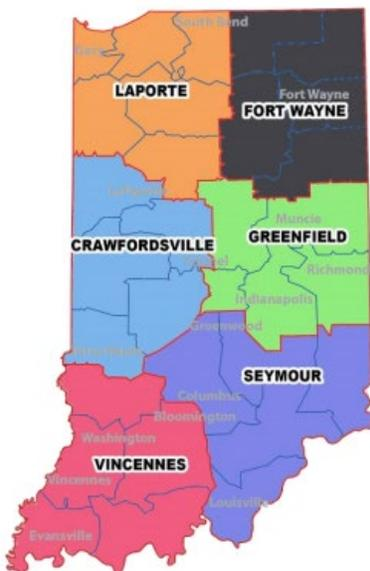 South Bend
Gary
LAPORTE
Fort Wayne
FORT WAYNE
Lafayette
Muncie
CRAWFORDSVILLE
GREENFIELD
Carmel
Richmond
Indianapolis
Greenwood
Terre Haute
SEYMOUR
Columbus
Bloomington
Washington
VINCENNES
Vincennes
Louisville
Evansville